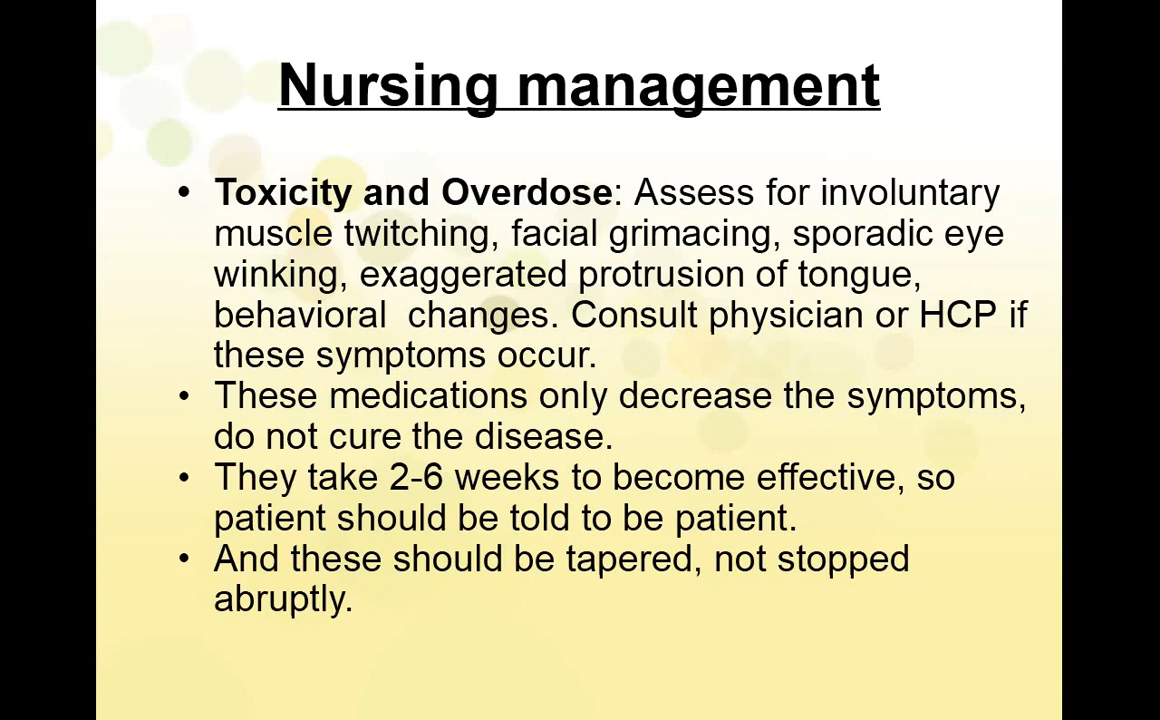 Nursing management
• Toxicity and Overdose: Assess for involuntary
muscle twitching, facial grimacing, sporadic eye
winking, exaggerated protrusion of tongue,
behavioral  changes. Consult physician or HCP if
these symptoms occur.
• These medications only decrease the symptoms,
do not cure the disease.
• They take 2-6 weeks to become effective, so
patient should be told to be patient.
• And these should be tapered, not stopped
abruptly.